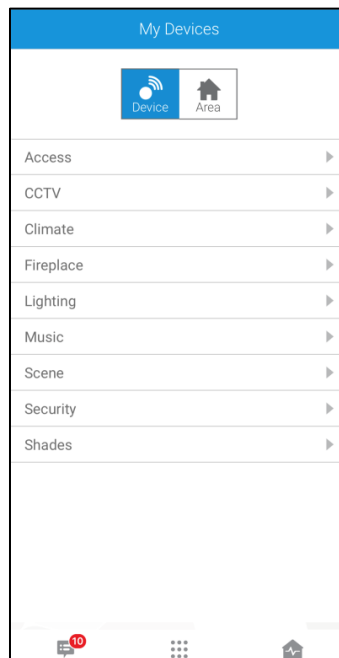 My Devices
Device Area
Access
CCTV
Climate
Fireplace
Lighting
Music
Scene
Security
Shades
10